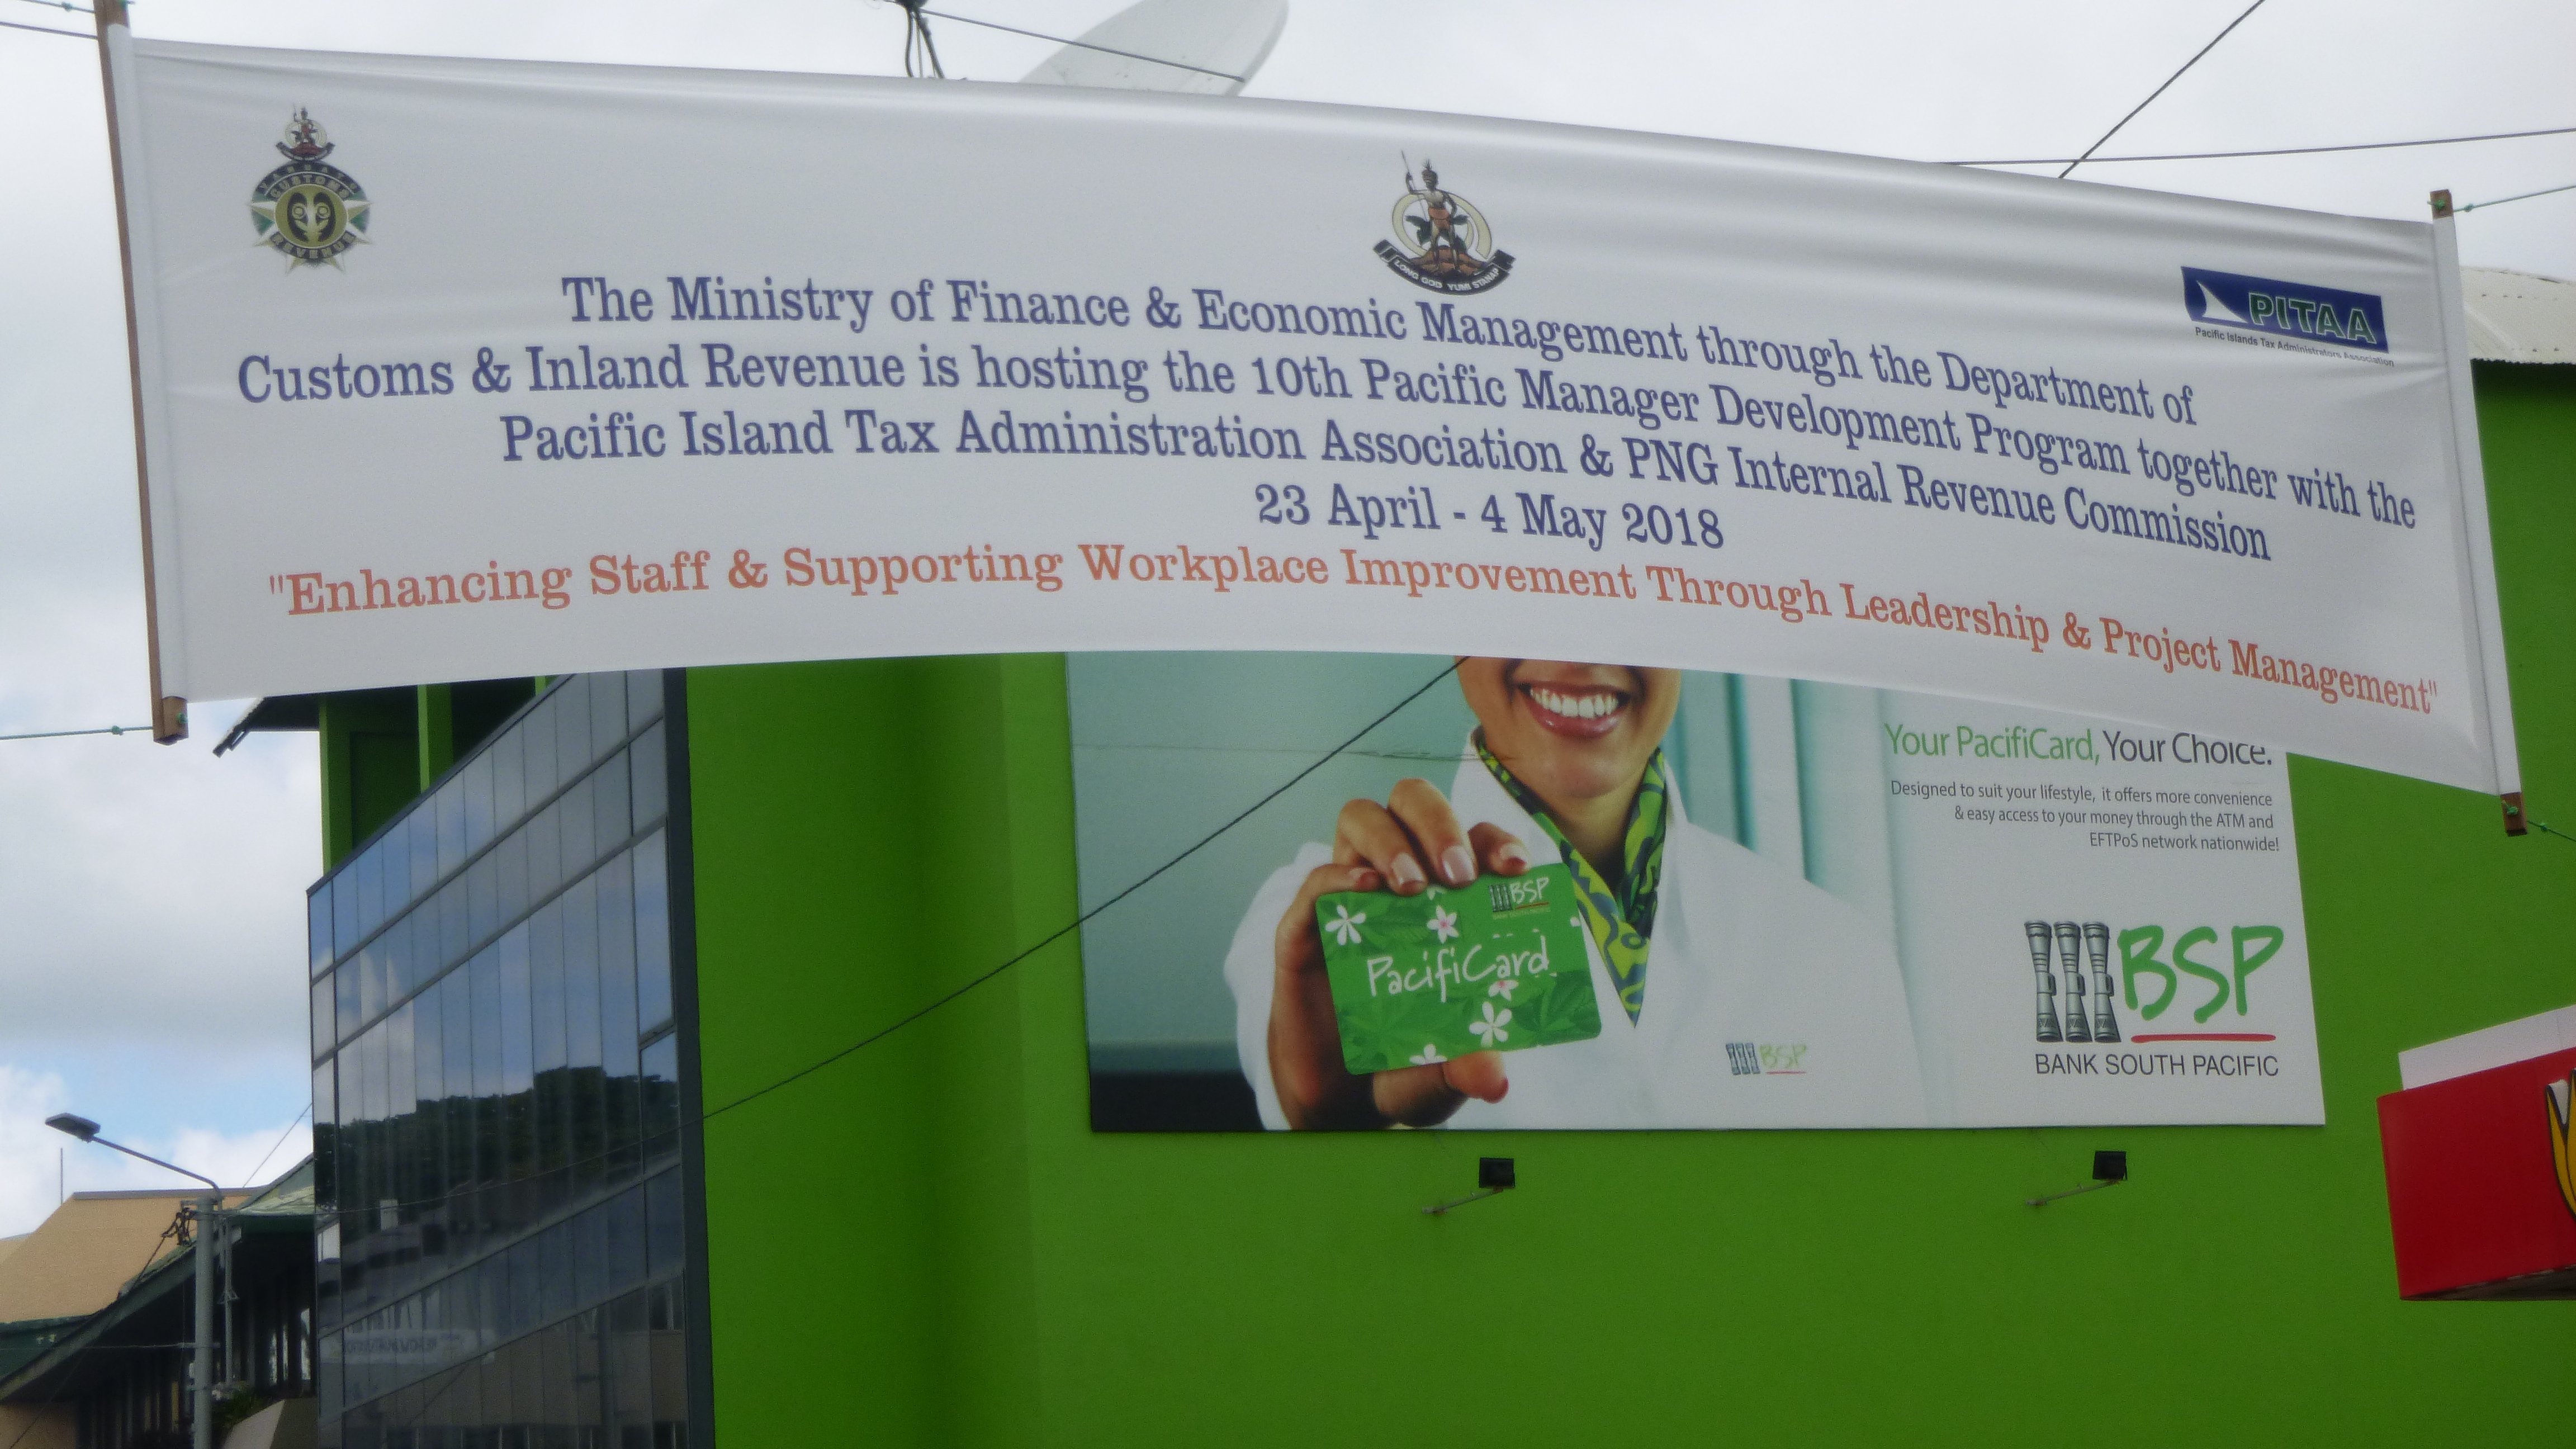 VANUATU
CUSTOMS
REVENUE
LONG GOD YUMI STANAP
PITAA
Pacific Islands Tax Administrators Association
The Ministry of Finance & Economic Management through the Department of
Customs & Inland Revenue is hosting the 10th Pacific Manager Development Program together with the
Pacific Island Tax Administration Association & PNG Internal Revenue Commission
23 April - 4 May 2018
"Enhancing Staff & Supporting Workplace Improvement Through Leadership & Project Management"
Your PacifiCard, Your Choice.
Designed to suit your lifestyle, it offers more convenience
& easy access to your money through the ATM and
EFTPoS network nationwide!
BSP
PacifiCard
BSP
BSP
BANK SOUTH PACIFIC